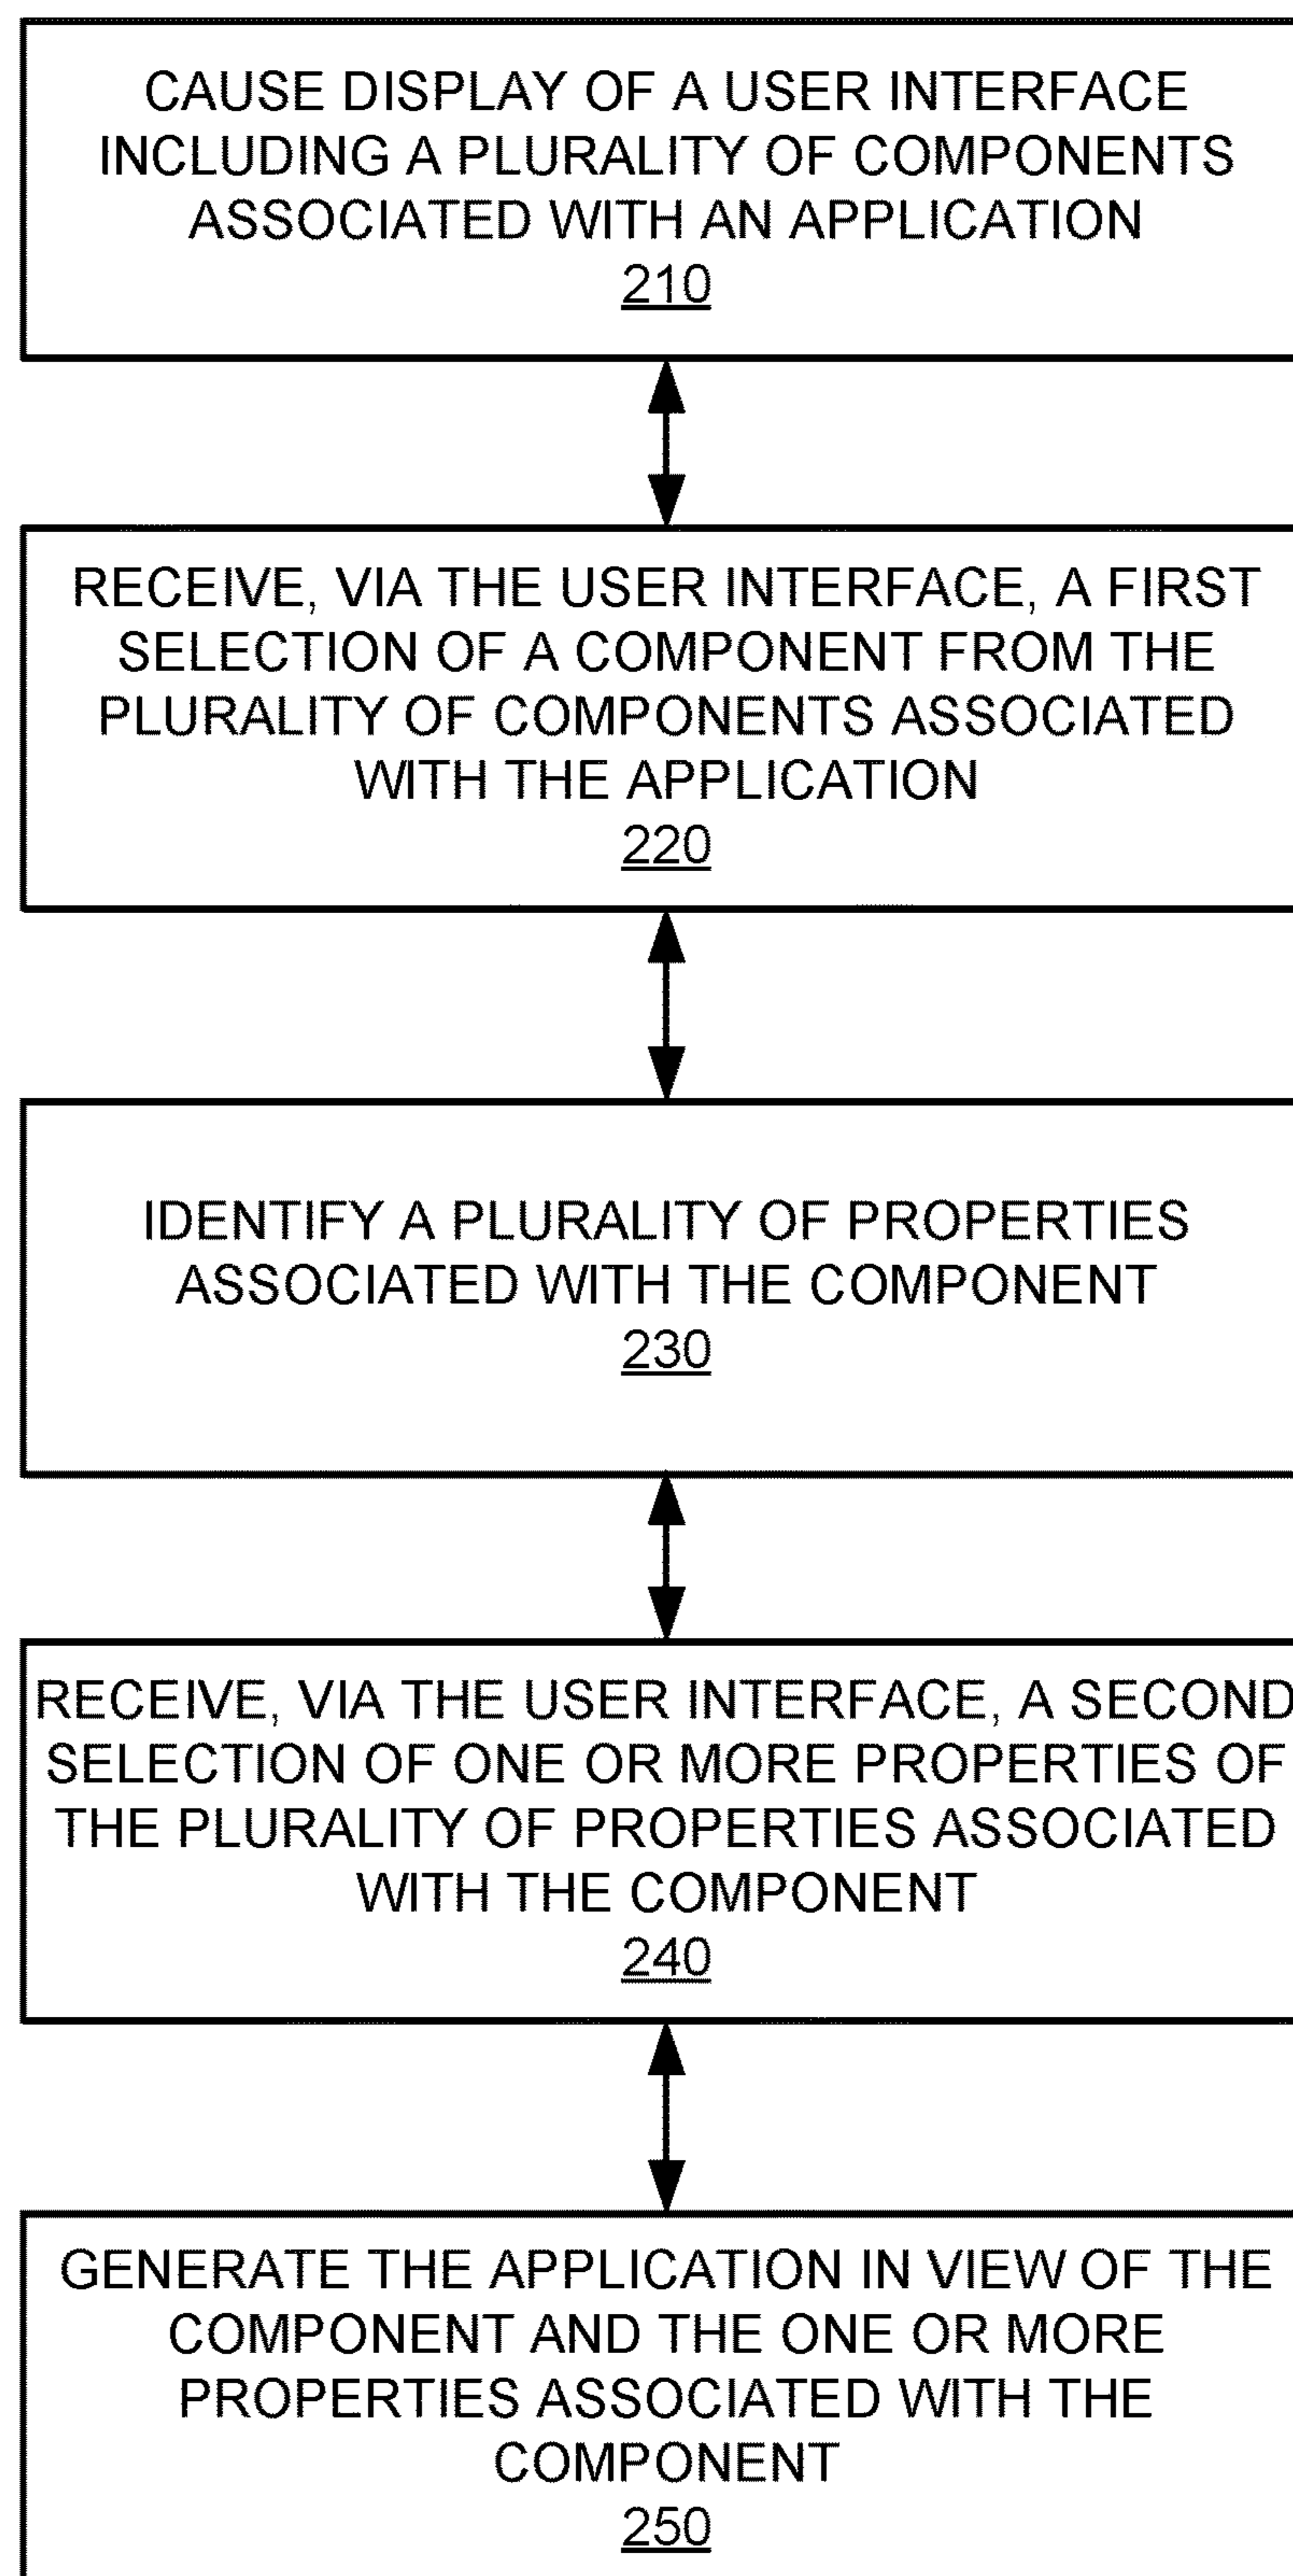 CAUSE DISPLAY OF A USER INTERFACE
INCLUDING A PLURALITY OF COMPONENTS
ASSOCIATED WITH AN APPLICATION
210
RECEIVE, VIA THE USER INTERFACE, A FIRST
SELECTION OF A COMPONENT FROM THE
PLURALITY OF COMPONENTS ASSOCIATED
WITH THE APPLICATION
220
IDENTIFY A PLURALITY OF PROPERTIES
ASSOCIATED WITH THE COMPONENT
230
RECEIVE, VIA THE USER INTERFACE, A SECOND
SELECTION OF ONE OR MORE PROPERTIES OF
THE PLURALITY OF PROPERTIES ASSOCIATED
WITH THE COMPONENT
240
GENERATE THE APPLICATION IN VIEW OF THE
COMPONENT AND THE ONE OR MORE
PROPERTIES ASSOCIATED WITH THE
COMPONENT
250